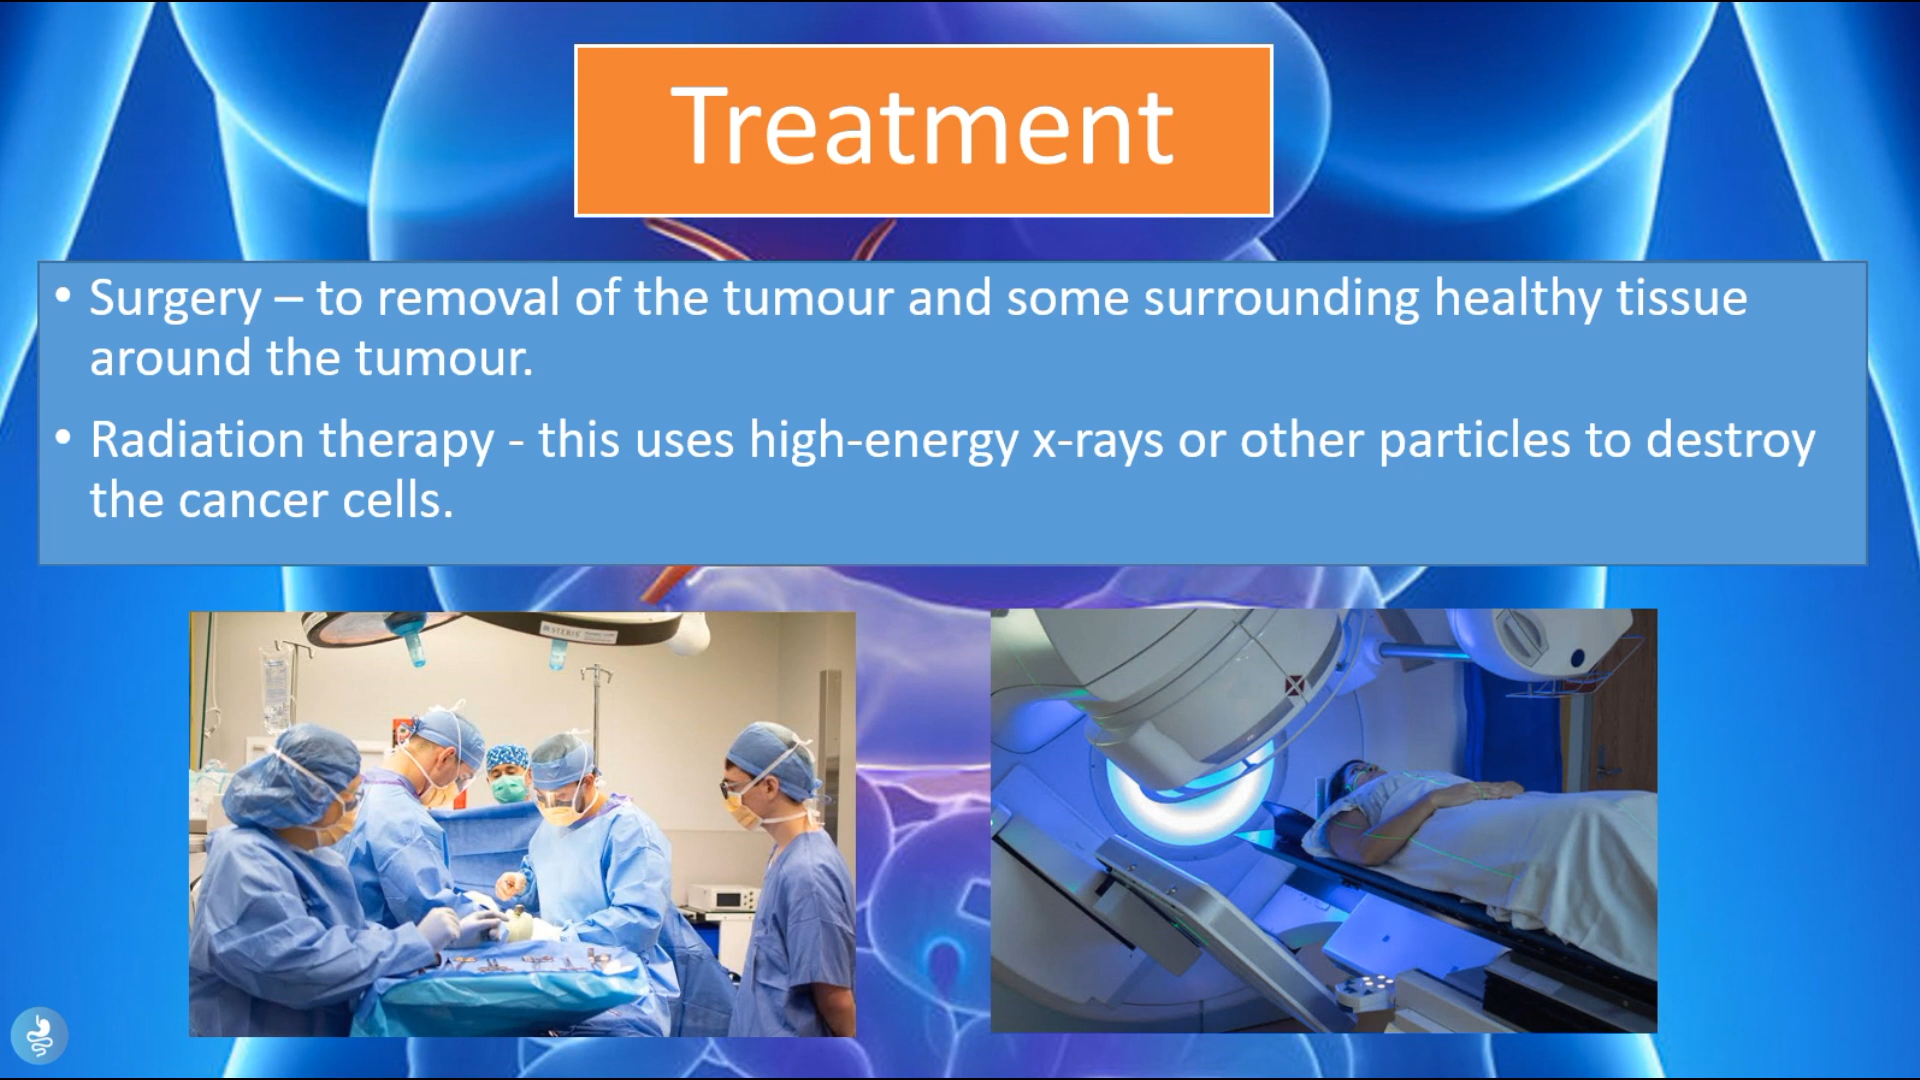 Treatment
• Surgery – to removal of the tumour and some surrounding healthy tissue
around the tumour.
• Radiation therapy - this uses high-energy x-rays or other particles to destroy
the cancer cells.
STERIS